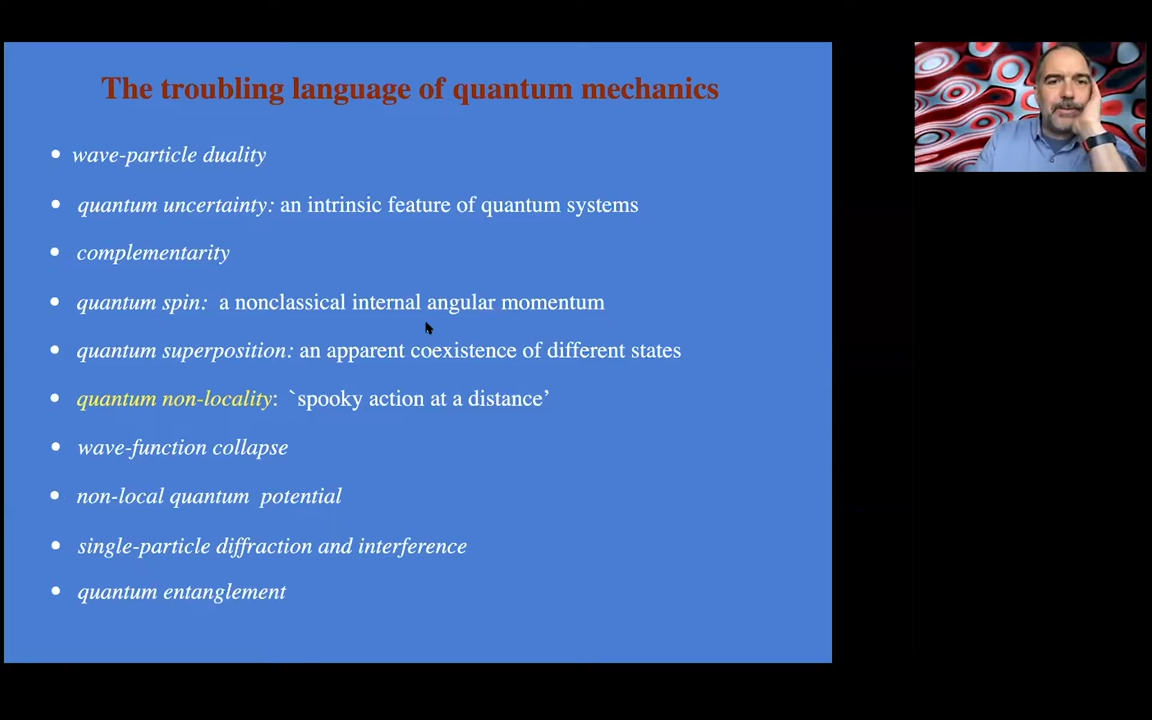 The troubling language of quantum mechanics
• wave-particle duality
• quantum uncertainty: an intrinsic feature of quantum systems
• complementarity
• quantum spin:  a nonclassical internal angular momentum
• quantum superposition: an apparent coexistence of different states
• quantum non-locality:  `spooky action at a distance’
• wave-function collapse
• non-local quantum  potential
• single-particle diffraction and interference
• quantum entanglement